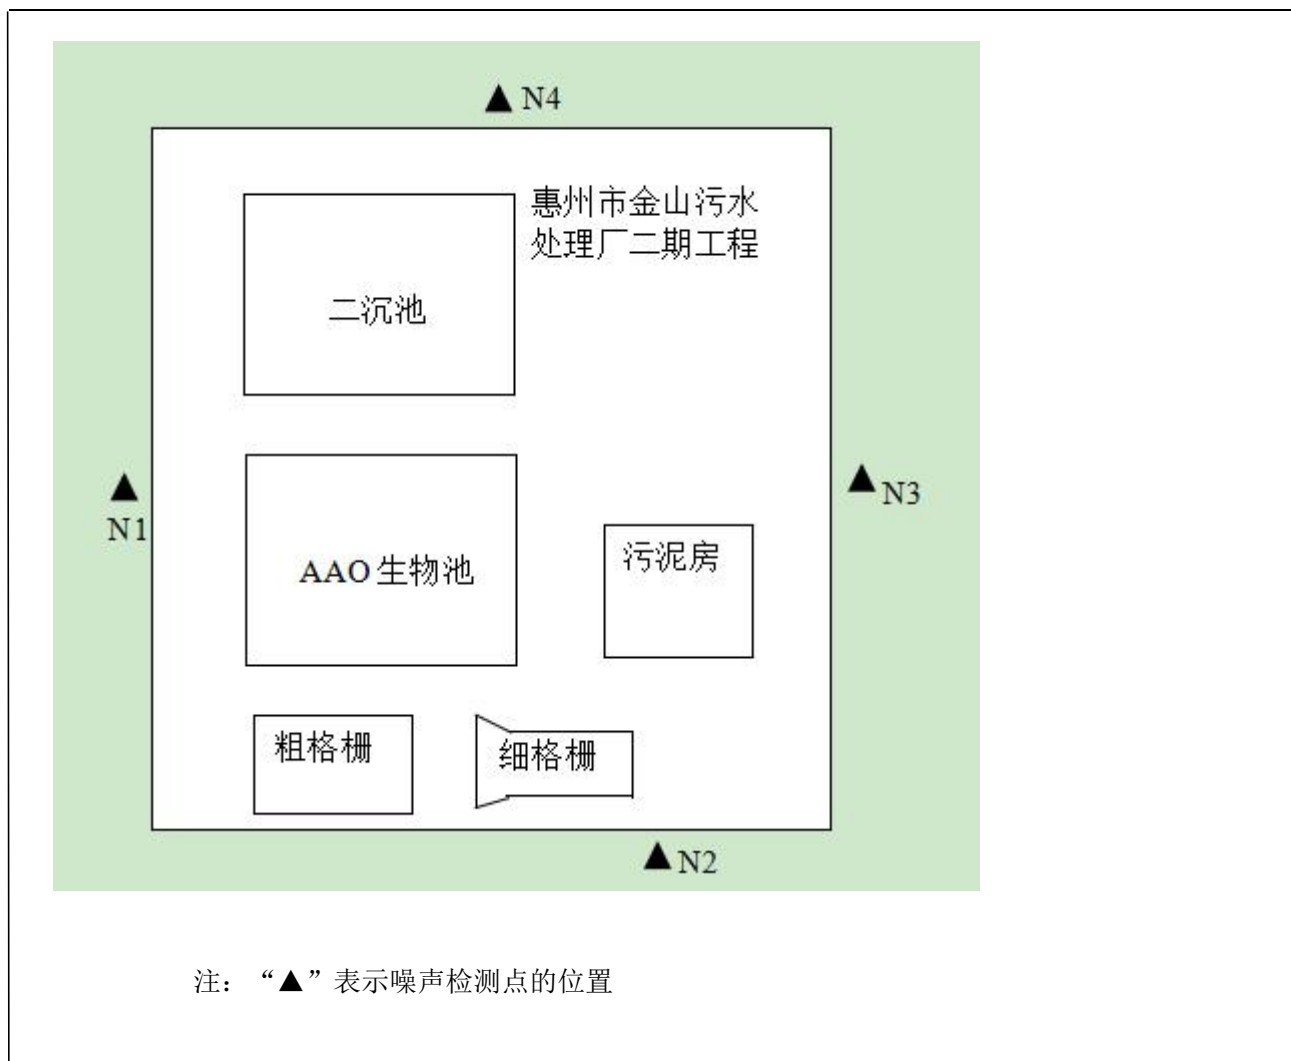 ▲ N4
惠州市金山污水
处理厂二期工程
二沉池
▲
N1
▲ N3
AAO生物池
污泥房
粗格栅
细格栅
▲ N2
注：“▲”表示噪声检测点的位置